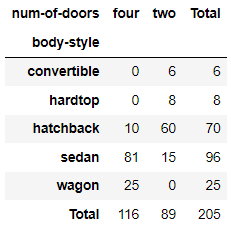 num-of-doors four two Total
body-style
convertible 0 6 6
hardtop 0 8 8
hatchback 10 60 70
sedan 81 15 96
wagon 25 0 25
Total 116 89 205